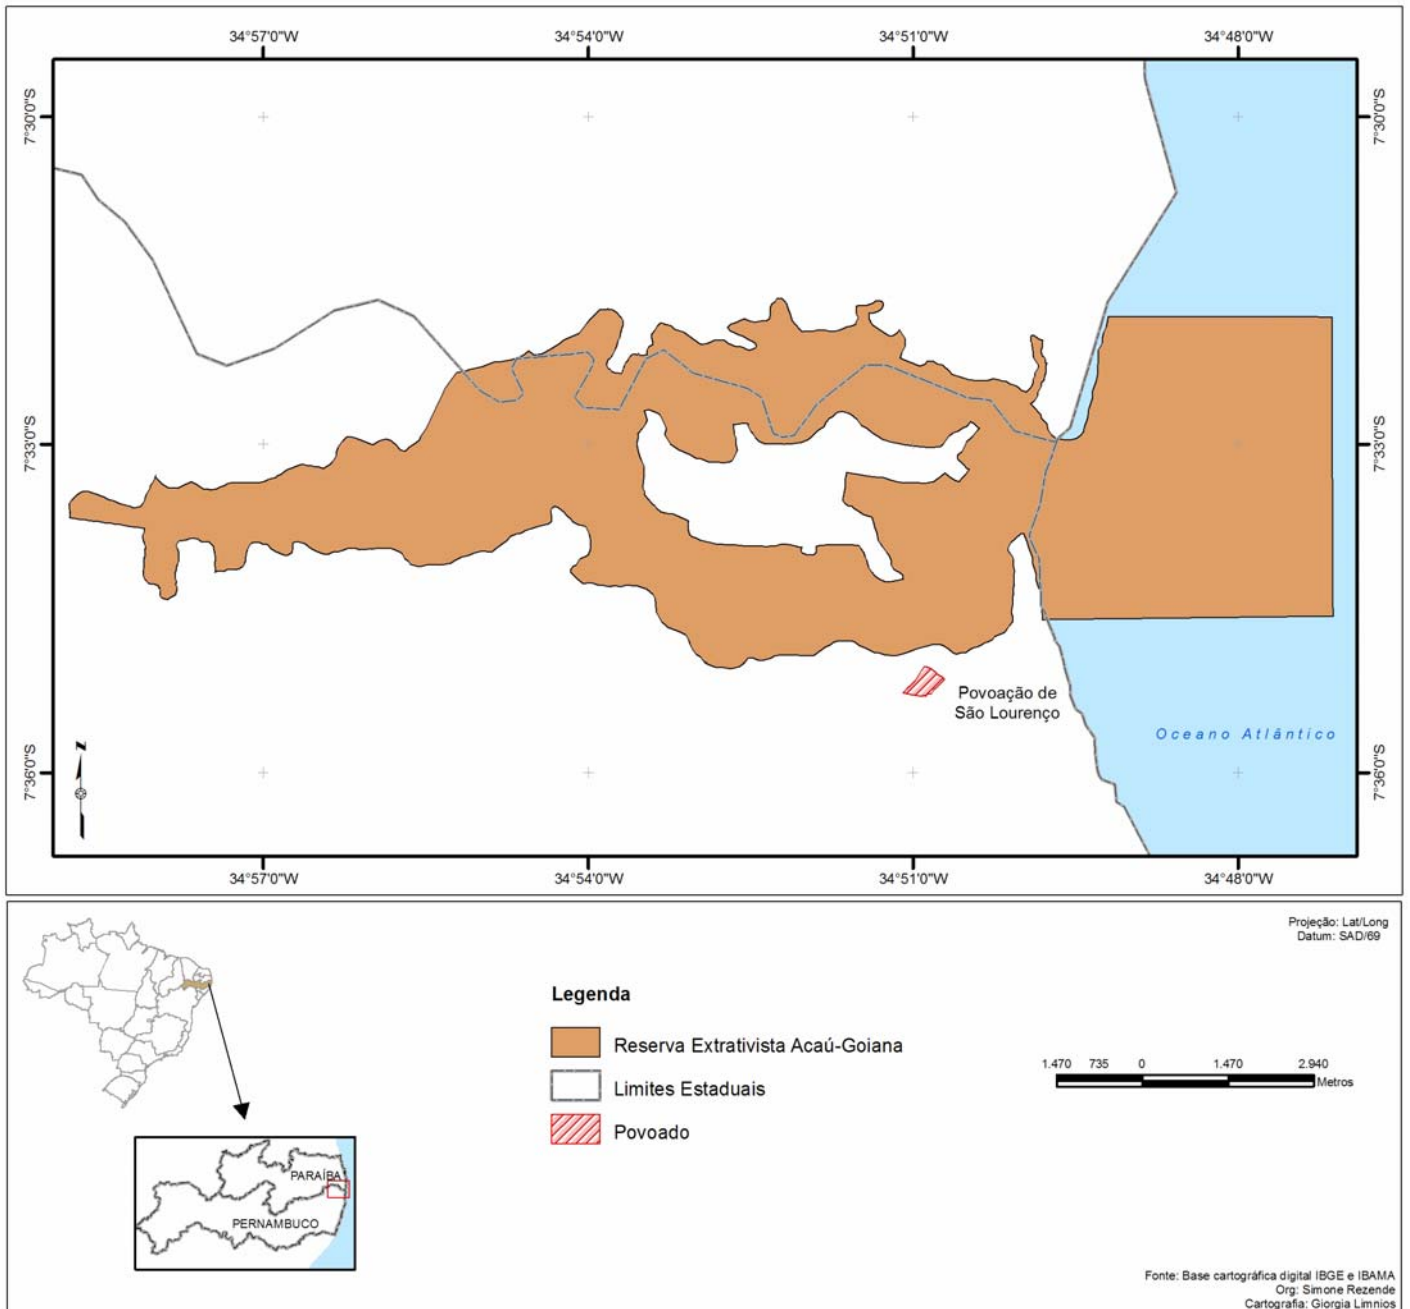 34°57'0"W
34°54'0"W
34°51'0"W
34°48'0"W
7°30'0"S
7°30'0"S
7°33'0"S
7°33'0"S
Povoação de
São Lourenço
Oceano Atlântico
N
7°36'0"S
7°36'0"S
34°57'0"W
34°54'0"W
34°51'0"W
34°48'0"W
Projeção: Lat/Long
Datum: SAD/69
Legenda
Reserva Extrativista Acaú-Goiana
Limites Estaduais
Povoado
1.470 735 0 1.470 2.940
Metros
PARAÍBA
PERNAMBUCO
Fonte: Base cartográfica digital IBGE e IBAMA
Org: Simone Rezende
Cartografia: Giorgia Limnios